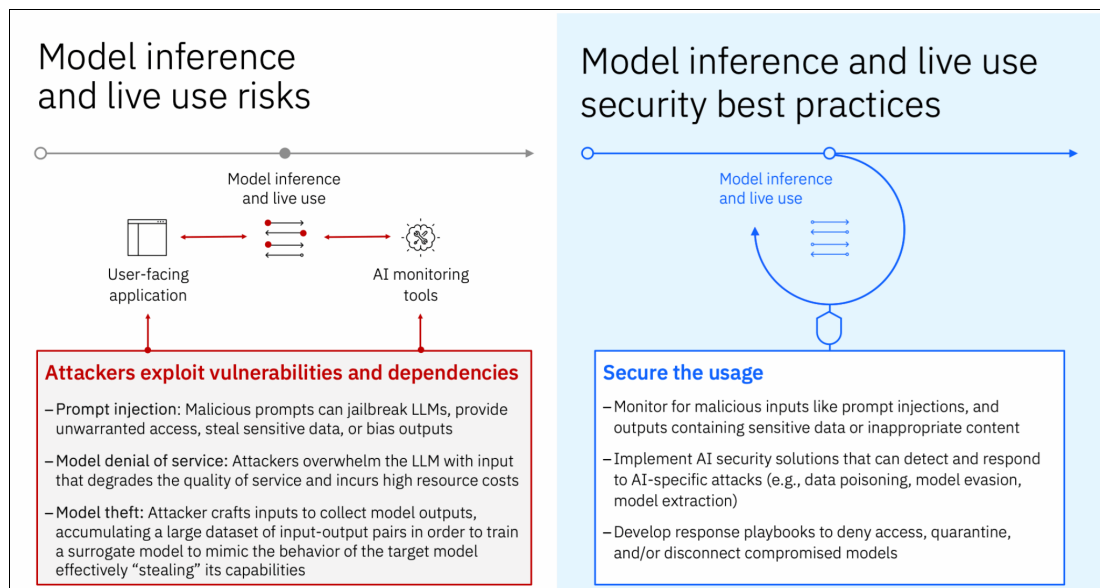 Model inference
and live use risks
Model inference
and live use
User-facing
application
AI monitoring
tools
Attackers exploit vulnerabilities and dependencies
– Prompt injection: Malicious prompts can jailbreak LLMs, provide
unwarranted access, steal sensitive data, or bias outputs
– Model denial of service: Attackers overwhelm the LLM with input
that degrades the quality of service and incurs high resource costs
– Model theft: Attacker crafts inputs to collect model outputs,
accumulating a large dataset of input-output pairs in order to train
a surrogate model to mimic the behavior of the target model
effectively “stealing” its capabilities
Model inference and live use
security best practices
Model inference
and live use
Secure the usage
– Monitor for malicious inputs like prompt injections, and
outputs containing sensitive data or inappropriate content
– Implement AI security solutions that can detect and respond
to AI-specific attacks (e.g., data poisoning, model evasion,
model extraction)
– Develop response playbooks to deny access, quarantine,
and/or disconnect compromised models